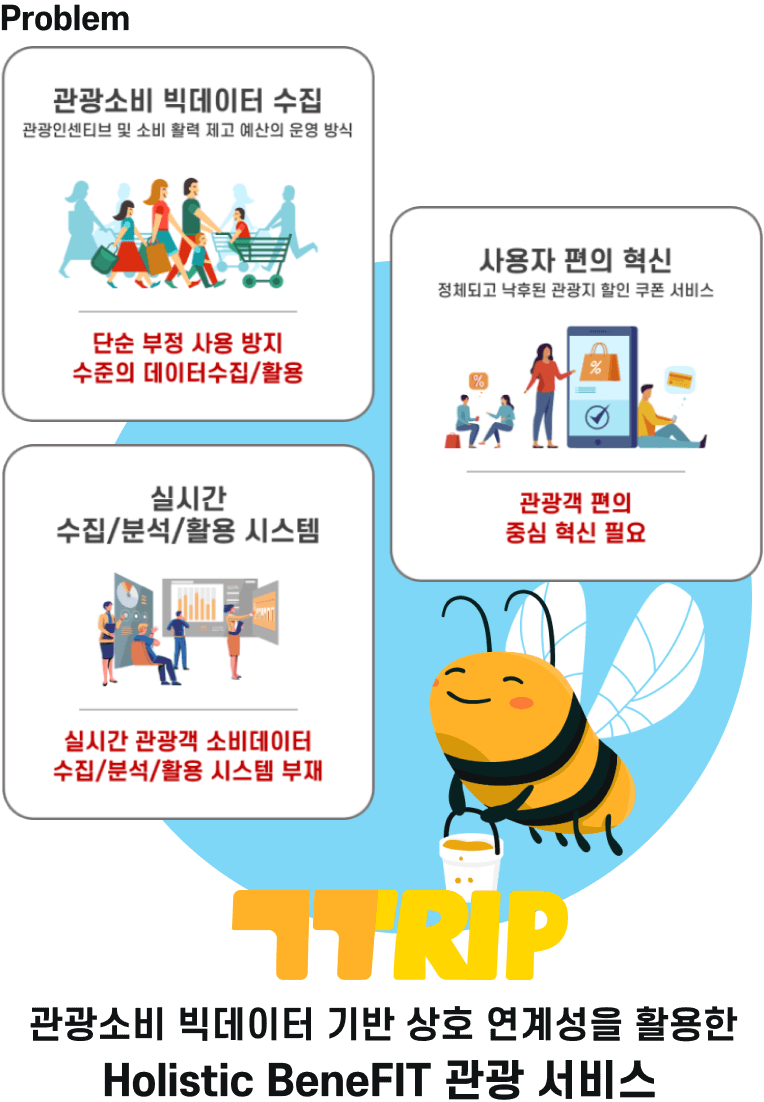 Problem
관광소비 빅데이터 수집
관광인센티브 및 소비 활력 제고 예산의 운영 방식
단순 부정 사용 방지
수준의 데이터수집/활용
사용자 편의 혁신
정체되고 낙후된 관광지 할인 쿠폰 서비스
%
%
관광객 편의
중심 혁신 필요
실시간
수집/분석/활용 시스템
실시간 관광객 소비데이터
수집/분석/활용 시스템 부재
ㄲTRIP
관광소비 빅데이터 기반 상호 연계성을 활용한
Holistic BeneFIT 관광 서비스